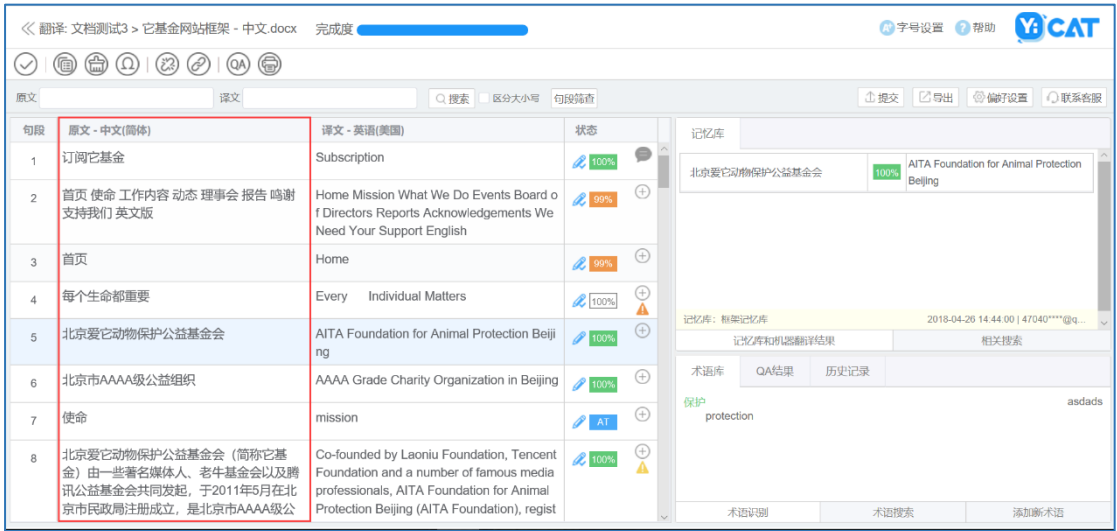 翻译: 文档测试3 > 它基金网站框架 - 中文.docx 完成度
字号设置 帮助 Yi CAT
QA
原文 译文 搜索 区分大小写 句段筛查
提交 导出 偏好设置 联系客服
句段 原文 - 中文(简体) 译文 - 英语(美国) 状态
1 订阅它基金 Subscription 100%
2 首页 使命 工作内容 动态 理事会 报告 鸣谢
支持我们 英文版
Home Mission What We Do Events Board o
f Directors Reports Acknowledgements We
Need Your Support English
99%
3 首页 Home 99%
4 每个生命都重要 Every Individual Matters 100%
5 北京爱它动物保护公益基金会
AITA Foundation for Animal Protection Beiji
ng
100%
6 北京市AAAA级公益组织 AAAA Grade Charity Organization in Beijing 100%
7 使命 mission AT
8 北京爱它动物保护公益基金会（简称它基
金）由一些著名媒体人、老牛基金会以及腾
讯公益基金会共同发起，于2011年5月在北
京市民政局注册成立，是北京市AAAA级公
Co-founded by Laoniu Foundation, Tencent
Foundation and a number of famous media
professionals, AITA Foundation for Animal
Protection Beijing (AITA Foundation), regist
100%
记忆库
北京爱它动物保护公益基金会 100%
AITA Foundation for Animal Protection
Beijing
记忆库：框架记忆库 2018-04-26 14:44:00 | 47040****@q...
记忆库和机器翻译结果 相关搜索
术语库 QA结果 历史记录
保护 asdads
protection
术语识别 术语搜索 添加新术语